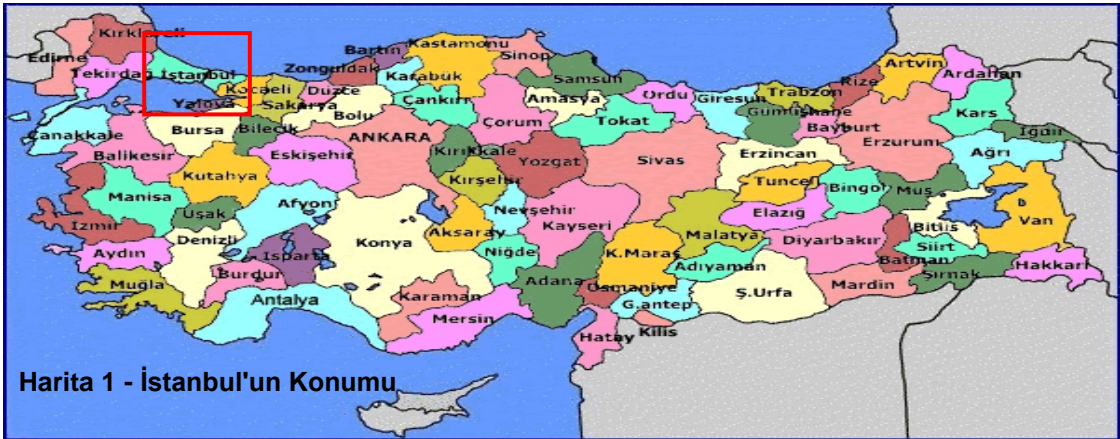 Kırklareli
Edirne
Tekirdağ
İstanbul
Kocaeli
Yalova
Sakarya
Düzce
Zonguldak
Bartın
Karabük
Kastamonu
Sinop
Samsun
Ordu
Giresun
Trabzon
Rize
Artvin
Ardahan
Kars
Iğdır
Ağrı
Erzurum
Bayburt
Gümüşhane
Çanakkale
Balıkesir
Bursa
Bilecik
Bolu
Çankırı
Çorum
Amasya
Tokat
Sivas
Erzincan
ANKARA
Eskişehir
Kırıkkale
Yozgat
Kırşehir
Kutahya
Manisa
Uşak
Afyon
İzmir
Aydın
Denizli
Muğla
Burdur
Isparta
Antalya
Konya
Aksaray
Nevşehir
Niğde
Kayseri
Karaman
Mersin
Adana
K.Maraş
Osmaniye
Hatay
Kilis
G.antep
Adıyaman
Malatya
Elazığ
Tunceli
Bingöl
Muş
Bitlis
Van
Diyarbakır
Batman
Siirt
Şırnak
Hakkari
Mardin
Ş.Urfa
Harita 1 - İstanbul'un Konumu